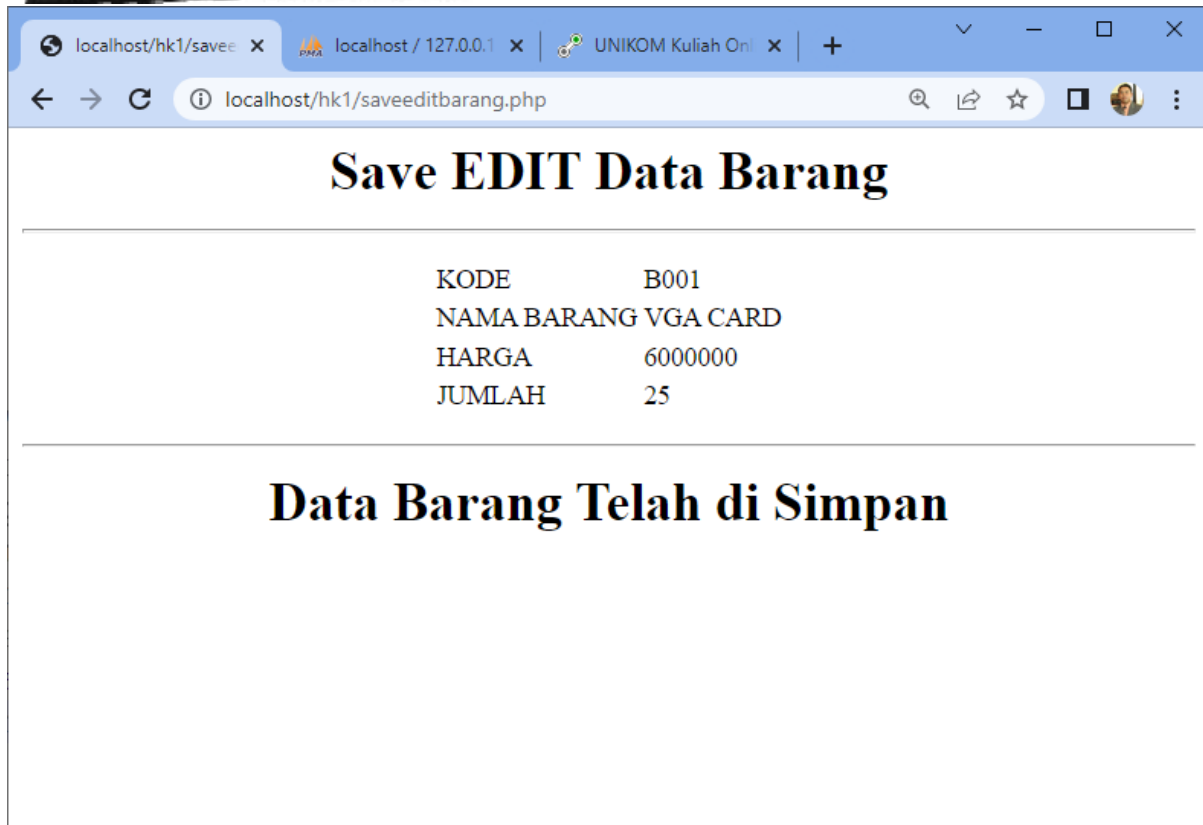 localhost/hk1/savee
localhost / 127.0.0.1
UNIKOM Kuliah Onl
localhost/hk1/saveeditbarang.php
Save EDIT Data Barang
KODE B001
NAMA BARANG VGA CARD
HARGA 6000000
JUMLAH 25
Data Barang Telah di Simpan